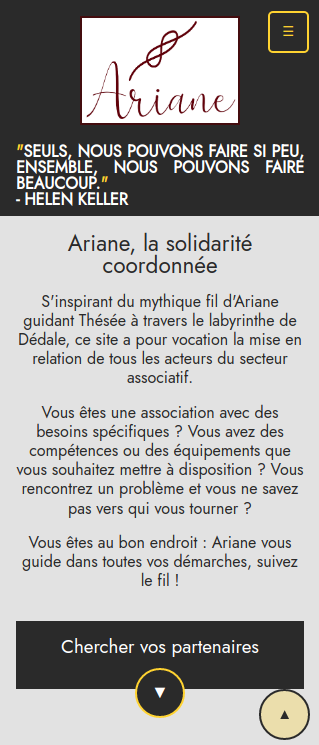 Ariane
☰
"SEULS, NOUS POUVONS FAIRE SI PEU,
ENSEMBLE, NOUS POUVONS FAIRE
BEAUCOUP."
- HELEN KELLER
Ariane, la solidarité
coordonnée
S'inspirant du mythique fil d'Ariane
guidant Thésée à travers le labyrinthe de
Dédale, ce site a pour vocation la mise en
relation de tous les acteurs du secteur
associatif.
Vous êtes une association avec des
besoins spécifiques ? Vous avez des
compétences ou des équipements que
vous souhaitez mettre à disposition ? Vous
rencontrez un problème et vous ne savez
pas vers qui vous tourner ?
Vous êtes au bon endroit : Ariane vous
guide dans toutes vos démarches, suivez
le fil !
Chercher vos partenaires
▼
▲